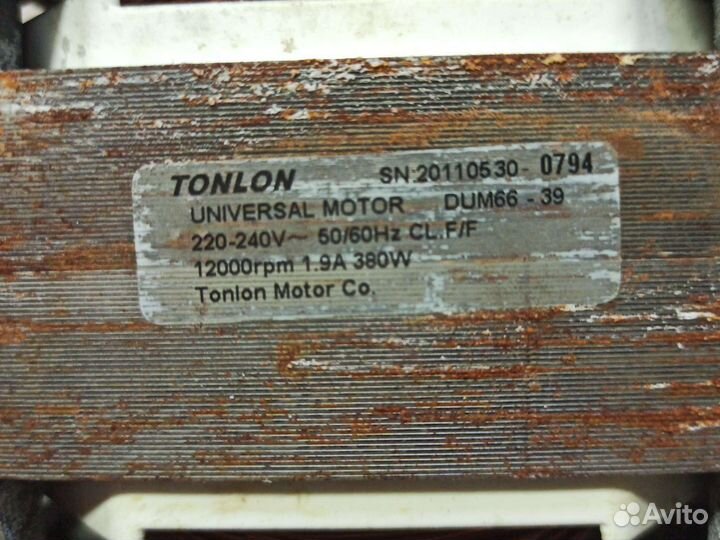 TONLON SN:20110530- 0794
UNIVERSAL MOTOR DUM66 - 39
220-240V~ 50/60Hz CL.F/F
12000rpm 1.9A 380W
Tonlon Motor Co.
Avito